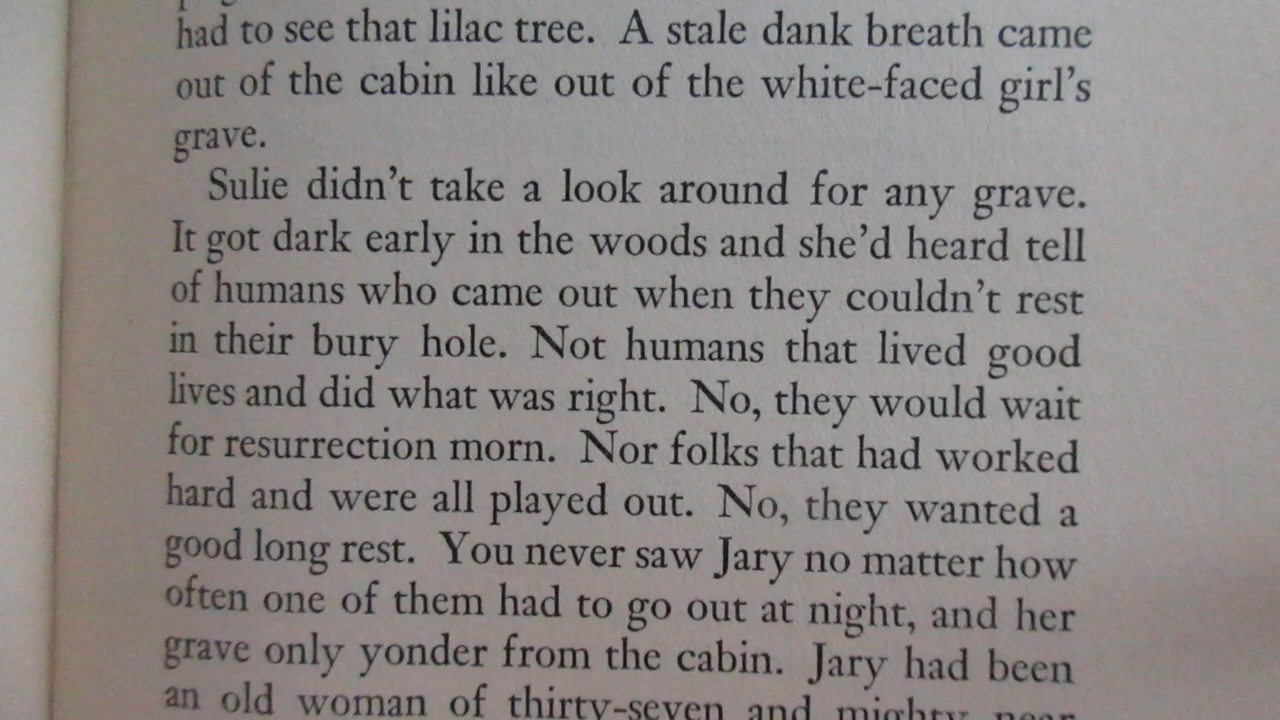 had to see that lilac tree. A stale dank breath came
out of the cabin like out of the white-faced girl's
grave.
Sulie didn't take a look around for any grave.
It got dark early in the woods and she'd heard tell
of humans who came out when they couldn't rest
in their bury hole. Not humans that lived good
lives and did what was right. No, they would wait
for resurrection morn. Nor folks that had worked
hard and were all played out. No, they wanted a
good long rest. You never saw Jary no matter how
often one of them had to go out at night, and her
grave only yonder from the cabin. Jary had been
an old woman of thirty-seven and mighty near